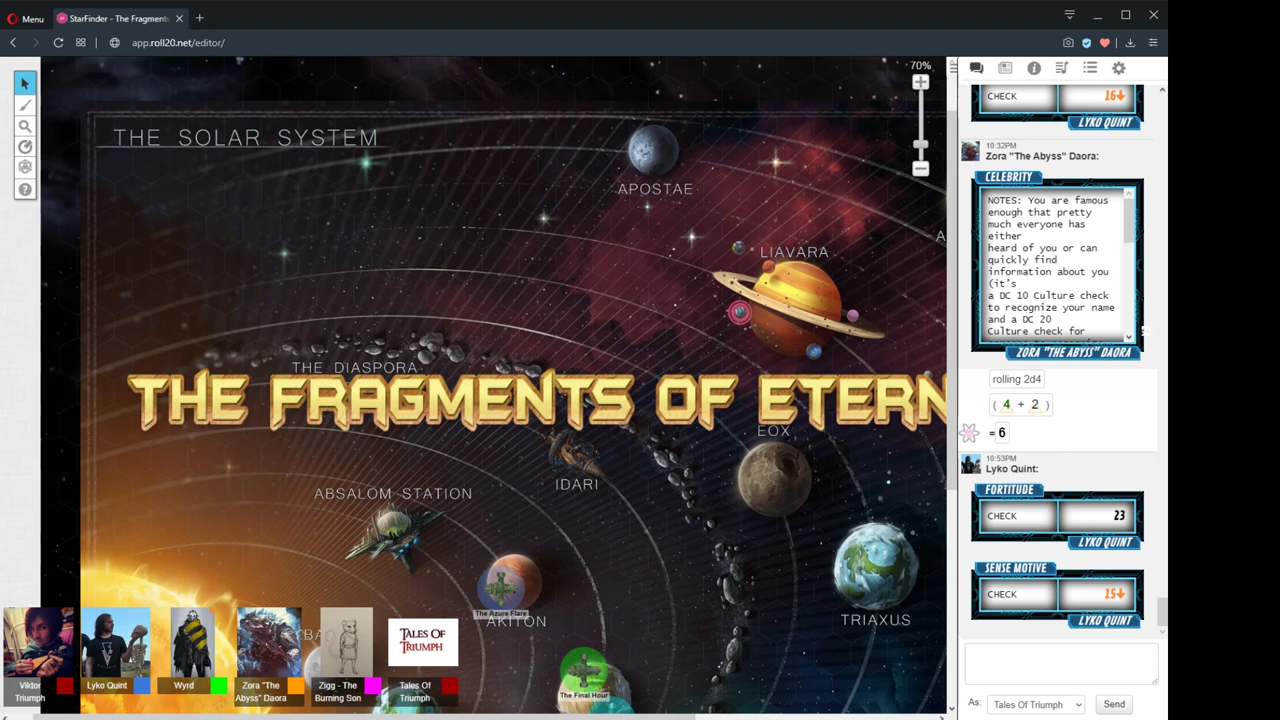 Menu
StarFinder - The Fragments
app.roll20.net/editor/
70%
THE SOLAR SYSTEM
APOSTAE
LIAVARA
A
THE DIASPORA
THE FRAGMENTS OF ETERN
EOX
IDARI
ABSALOM STATION
TRIAXUS
The Azure Flare
AKITON
The Final Hour
Viktor
Triumph
Lyko Quint
Wyrd
Zora "The
Abyss" Daora
Zigg - The
Burning Son
TALES OF
TRIUMPH
Tales Of
Triumph
CHECK
16
LYKO QUINT
10:32PM
Zora "The Abyss" Daora:
CELEBRITY
NOTES: You are famous
enough that pretty
much everyone has
either
heard of you or can
quickly find
information about you
(it's
a DC 10 Culture check
to recognize your name
and a DC 20
Culture check for
ZORA "THE ABYSS" DAORA
rolling 2d4
( 4 + 2 )
= 6
10:53PM
Lyko Quint:
FORTITUDE
CHECK
23
LYKO QUINT
SENSE MOTIVE
CHECK
15
LYKO QUINT
As:
Tales Of Triumph
Send